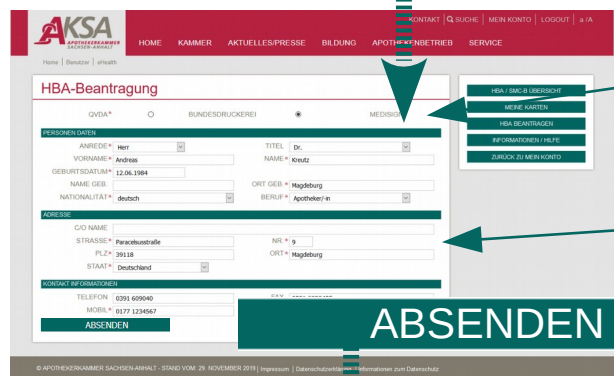 AKSA
APOTHEKERKAMMER
SACHSEN-ANHALT
KONTAKT | SUCHE | MEIN KONTO | LOGOUT | a /A
HOME KAMMER AKTUELLES/PRESSE BILDUNG APOTHEKENBETRIEB SERVICE
Home | Benutzer | eHealth
HBA-Beantragung
QVDA* BUNDESDRUCKEREI MEDISIGN
PERSONEN DATEN
ANREDE* Herr TITEL Dr.
VORNAME* Andreas NAME* Kreutz
GEBURTSDATUM* 12.06.1984
NAME GEB. ORT GEB.* Magdeburg
NATIONALITÄT* deutsch BERUF* Apotheker/-in
ADRESSE
C/O NAME
STRASSE* Paracelsusstraße NR.* 9
PLZ* 39118 ORT* Magdeburg
STAAT* Deutschland
KONTAKT INFORMATIONEN
TELEFON 0391 609040 FAX
MOBIL* 0177 1234567
ABSENDEN
ABSENDEN
HBA / SMC-B ÜBERSICHT
MEINE KARTEN
HBA BEANTRAGEN
INFORMATIONEN / HILFE
ZURÜCK ZU MEIN KONTO
© APOTHEKERKAMMER SACHSEN-ANHALT - STAND VOM 29. NOVEMBER 2019 | Impressum | Datenschutzerklärung | Informationen zum Datenschutz